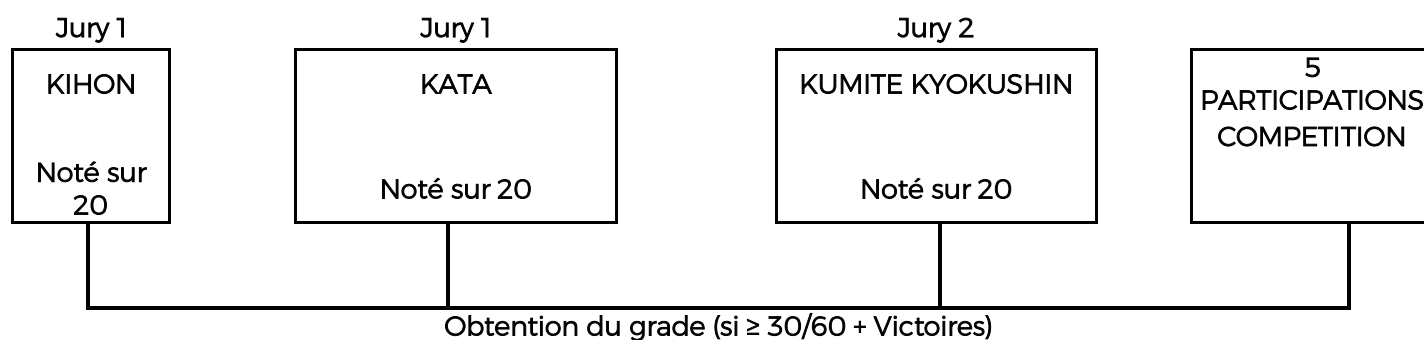 Jury 1
KIHON
Noté sur
20
Jury 1
KATA
Noté sur 20
Jury 2
KUMITE KYOKUSHIN
Noté sur 20
5
PARTICIPATIONS
COMPETITION
Obtention du grade (si ≥ 30/60 + Victoires)